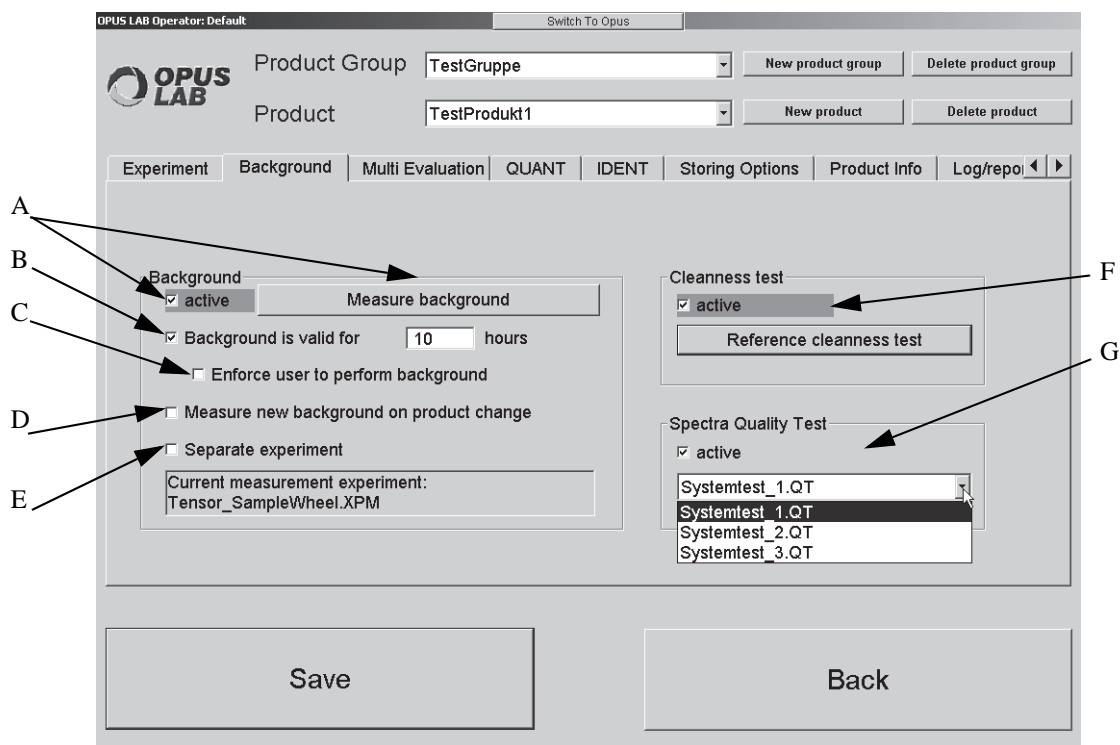 OPUS LAB Operator: Default
Switch To Opus
OPUS
LAB
Product Group
TestGruppe
New product group
Delete product group
Product
TestProdukt1
New product
Delete product
Experiment
Background
Multi Evaluation
QUANT
IDENT
Storing Options
Product Info
Log/repo
A
B
C
D
E
Background
active
Measure background
Background is valid for
10
hours
Enforce user to perform background
Measure new background on product change
Separate experiment
Current measurement experiment:
Tensor_SampleWheel.XPM
Cleanness test
active
Reference cleanness test
F
G
Spectra Quality Test
active
Systemtest_1.QT
Systemtest_1.QT
Systemtest_2.QT
Systemtest_3.QT
Save
Back